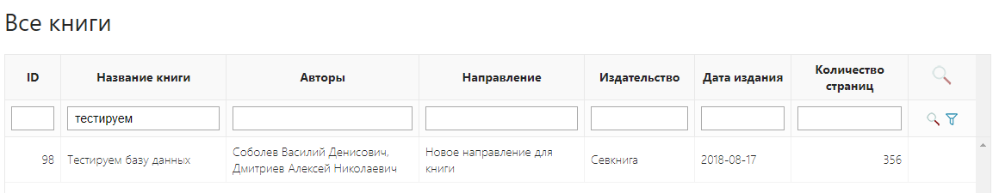 Все книги
ID Название книги Авторы Направление Издательство Дата издания Количество страниц
тестируем
98 Тестируем базу данных Соболев Василий Денисович, Дмитриев Алексей Николаевич Новое направление для книги Севкнига 2018-08-17 356